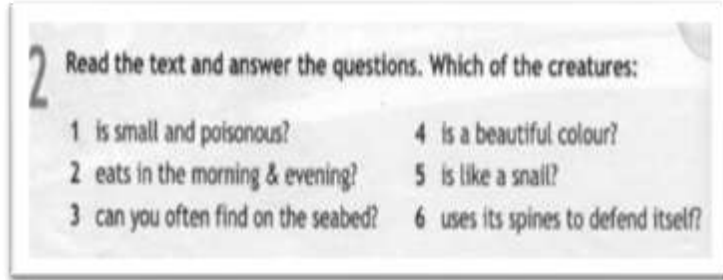 2 Read the text and answer the questions. Which of the creatures:
1 is small and poisonous?
2 eats in the morning & evening?
3 can you often find on the seabed?
4 is a beautiful colour?
5 is like a snail?
6 uses its spines to defend itself?